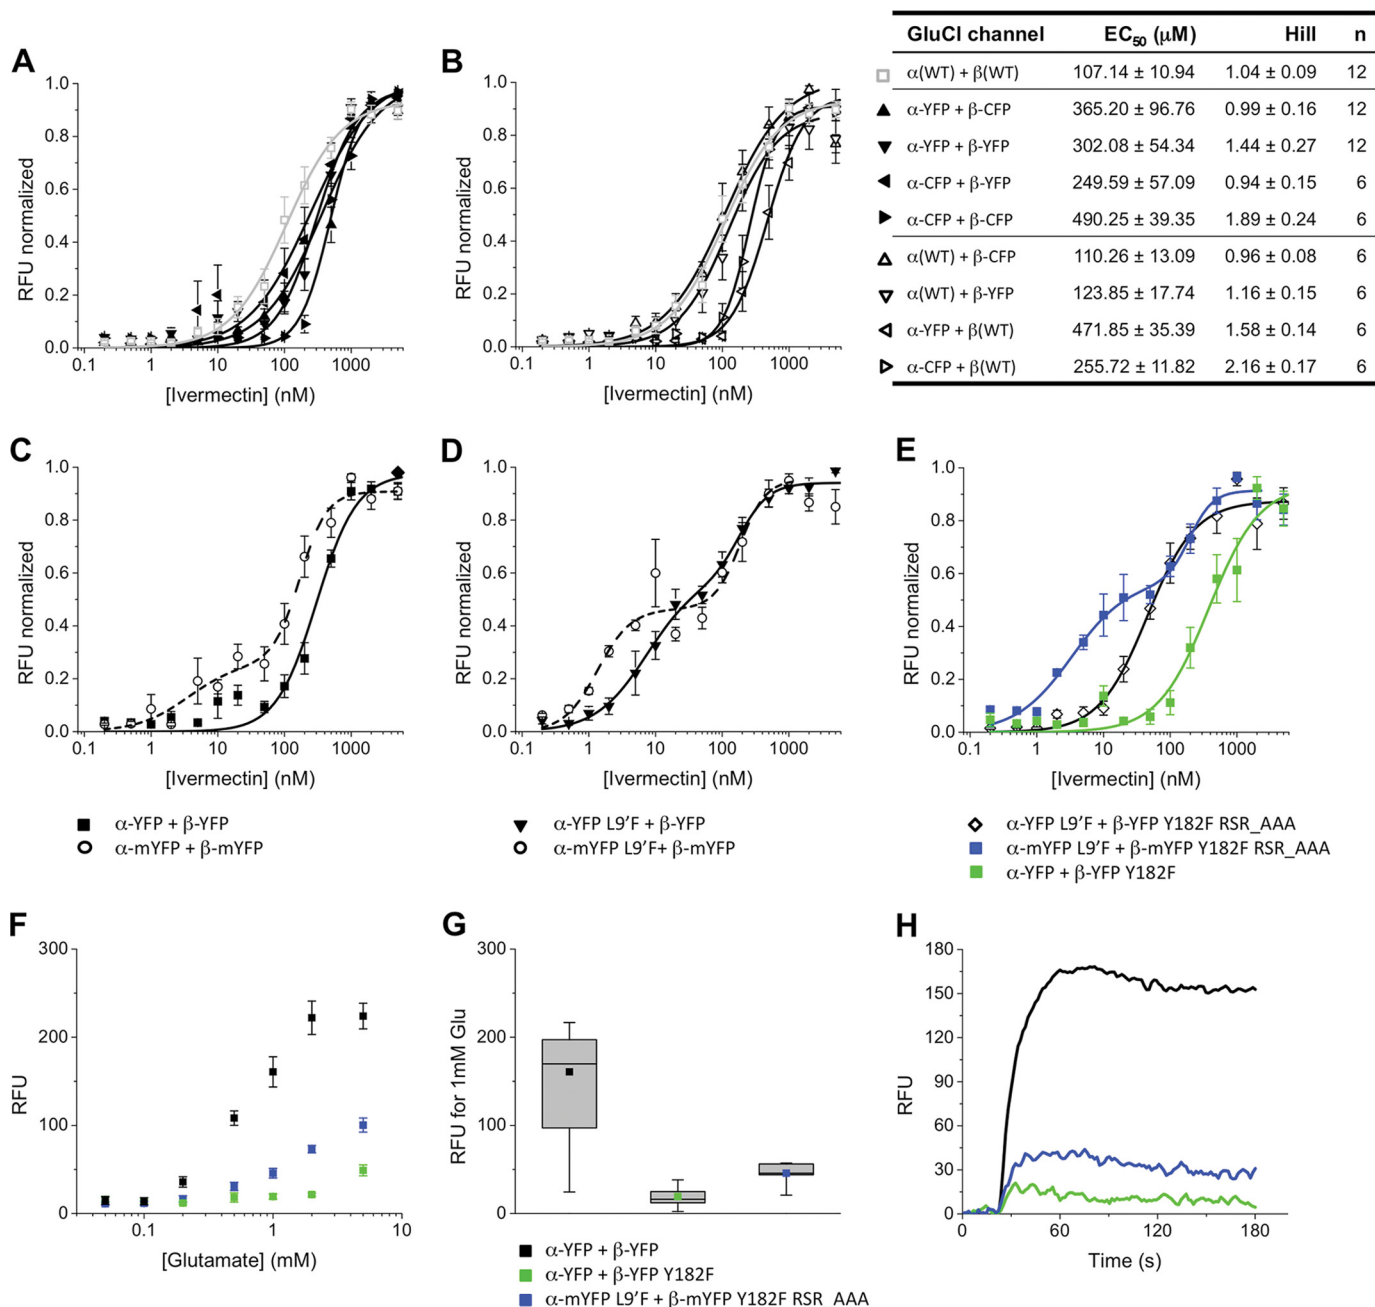 A
RFU normalized
1.0
0.8
0.6
0.4
0.2
0.0
0.1 1 10 100 1000
[Ivermectin] (nM)
B
RFU normalized
1.0
0.8
0.6
0.4
0.2
0.0
0.1 1 10 100 1000
[Ivermectin] (nM)
GluCl channel EC50 (μM) Hill n
α(WT) + β(WT) 107.14 ± 10.94 1.04 ± 0.09 12
α-YFP + β-CFP 365.20 ± 96.76 0.99 ± 0.16 12
α-YFP + β-YFP 302.08 ± 54.34 1.44 ± 0.27 12
α-CFP + β-YFP 249.59 ± 57.09 0.94 ± 0.15 6
α-CFP + β-CFP 490.25 ± 39.35 1.89 ± 0.24 6
α(WT) + β-CFP 110.26 ± 13.09 0.96 ± 0.08 6
α(WT) + β-YFP 123.85 ± 17.74 1.16 ± 0.15 6
α-YFP + β(WT) 471.85 ± 35.39 1.58 ± 0.14 6
α-CFP + β(WT) 255.72 ± 11.82 2.16 ± 0.17 6
C
RFU normalized
1.0
0.8
0.6
0.4
0.2
0.0
0.1 1 10 100 1000
[Ivermectin] (nM)
α-YFP + β-YFP
α-mYFP + β-mYFP
D
RFU normalized
1.0
0.8
0.6
0.4
0.2
0.0
0.1 1 10 100 1000
[Ivermectin] (nM)
α-YFP L9'F + β-YFP
α-mYFP L9'F+ β-mYFP
E
RFU normalized
1.0
0.8
0.6
0.4
0.2
0.0
0.1 1 10 100 1000
[Ivermectin] (nM)
α-YFP L9'F + β-YFP Y182F RSR_AAA
α-mYFP L9'F + β-mYFP Y182F RSR_AAA
α-YFP + β-YFP Y182F
F
RFU
300
200
100
0
0.1 1 10
[Glutamate] (mM)
G
RFU for 1mM Glu
300
200
100
0
α-YFP + β-YFP
α-YFP + β-YFP Y182F
α-mYFP L9'F + β-mYFP Y182F RSR_AAA
H
RFU
180
150
120
90
60
30
0
0 60 120 180
Time (s)